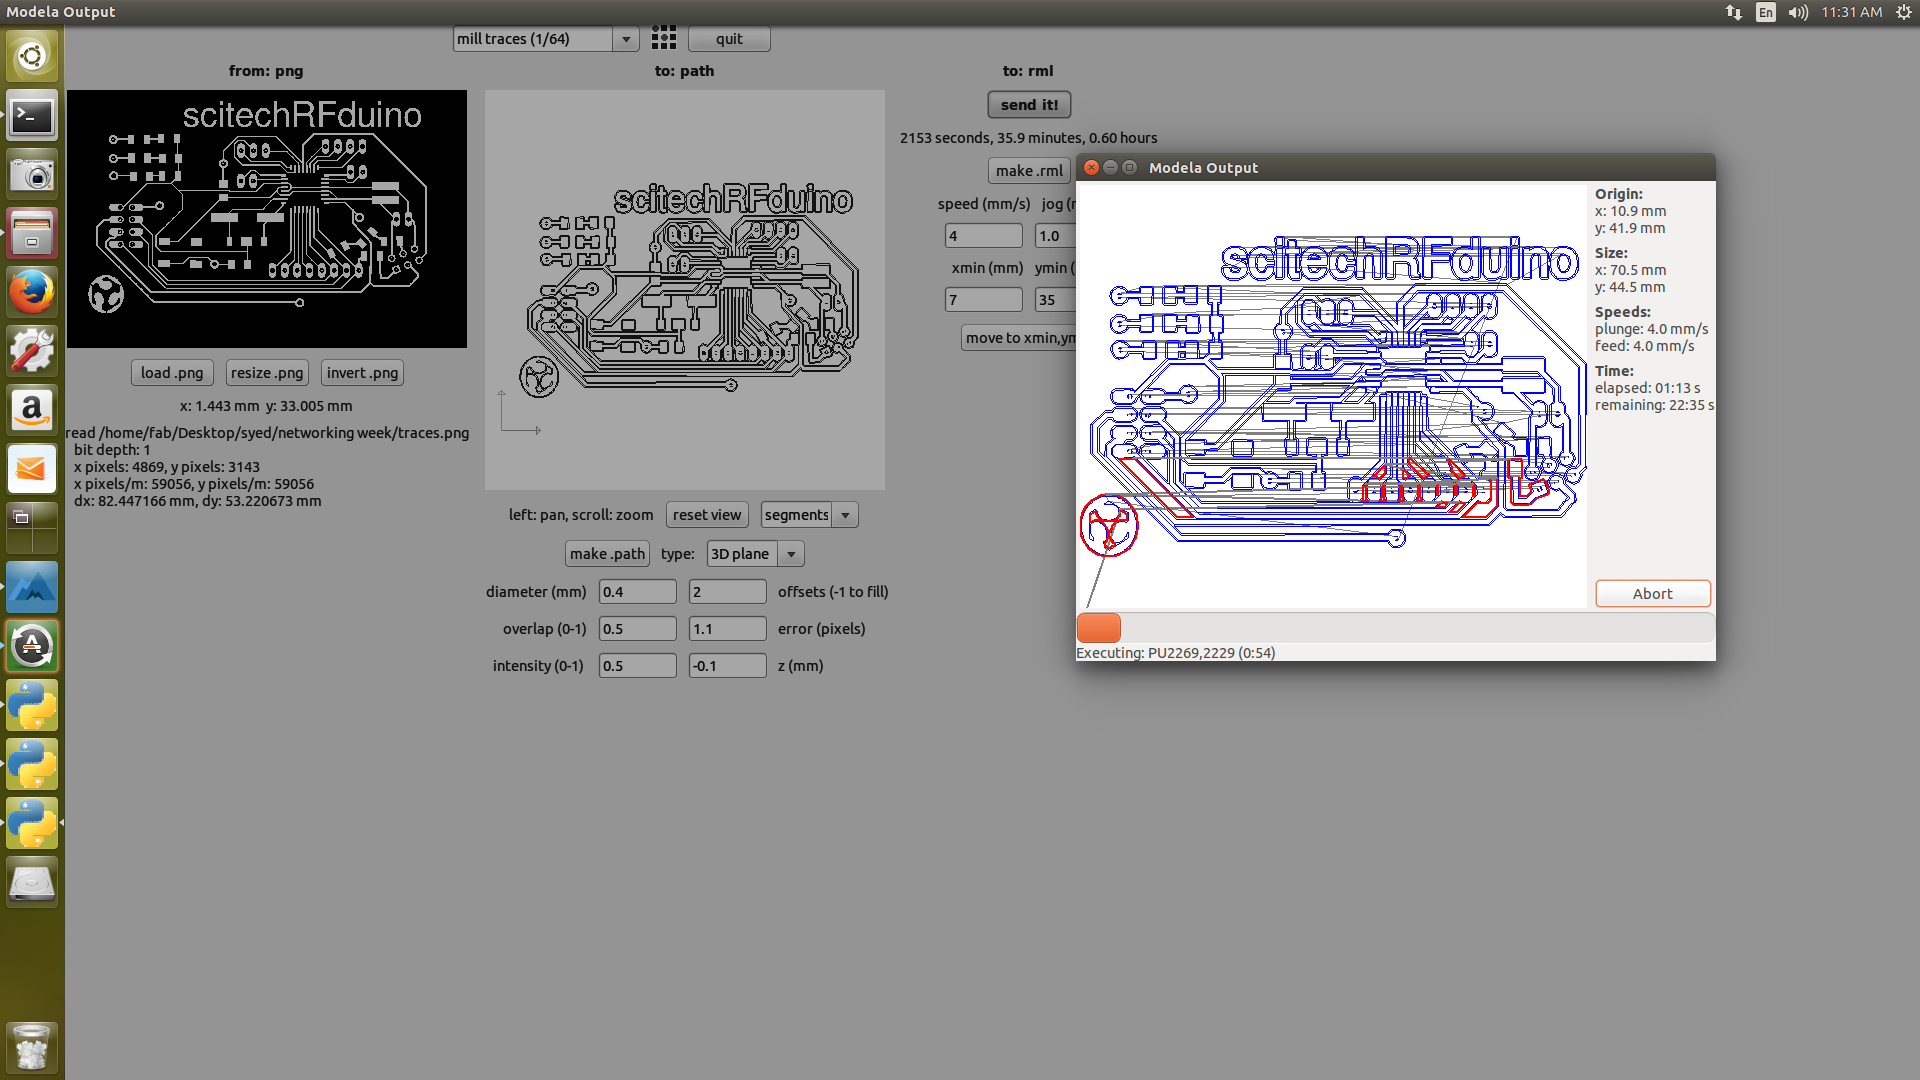 Modela Output
En
11:31 AM
mill traces (1/64)
quit
from: png
to: path
to: rml
scitechRFduino
scitechRFduino
send it!
2153 seconds, 35.9 minutes, 0.60 hours
make .rml
speed (mm/s)
4
1.0
xmin (mm)
ymin (
7
35
move to xmin,ym
load .png
resize .png
invert .png
x: 1.443 mm y: 33.005 mm
read /home/fab/Desktop/syed/networking week/traces.png
bit depth: 1
x pixels: 4869, y pixels: 3143
x pixels/m: 59056, y pixels/m: 59056
dx: 82.447166 mm, dy: 53.220673 mm
left: pan, scroll: zoom
reset view
segments
make .path
type:
3D plane
diameter (mm)
0.4
2
offsets (-1 to fill)
overlap (0-1)
0.5
1.1
error (pixels)
intensity (0-1)
0.5
-0.1
z (mm)
Modela Output
scitechRFduino
Origin:
x: 10.9 mm
y: 41.9 mm
Size:
x: 70.5 mm
y: 44.5 mm
Speeds:
plunge: 4.0 mm/s
feed: 4.0 mm/s
Time:
elapsed: 01:13 s
remaining: 22:35 s
Abort
Executing: PU2269,2229 (0:54)